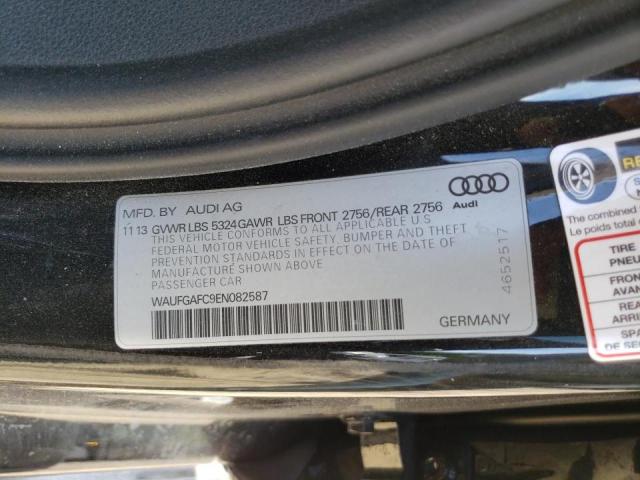 MFD. BY AUDI AG
Audi
11 13 GVWR LBS 5324 GAWR LBS FRONT 2756/REAR 2756
THIS VEHICLE CONFORMS TO ALL APPLICABLE U.S
FEDERAL MOTOR VEHICLE SAFETY, BUMPER AND THEFT
PREVENTION STANDARDS IN EFFECT ON THE DATE OF
MANUFACTURE SHOWN ABOVE
PASSENGER CAR
WAUFGAFC9EN082587
GERMANY
4652517
The combined
Le poids total
TIRE
PNEU
FRON
AVAN
REA
ARRI
SPA
DE SE